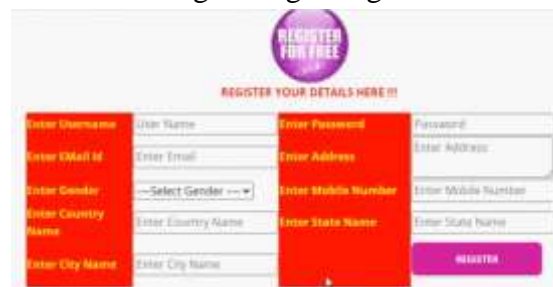 REGISTER
FOR FREE
REGISTER YOUR DETAILS HERE !!!
Enter Username User Name Enter Password Password
Enter EMail Id Enter Email Enter Address Enter Address
Enter Gender ---Select Gender --- Enter Mobile Number Enter Mobile Number
Enter Country Name Enter Country Name Enter State Name Enter State Name
Enter City Name Enter City Name REGISTER